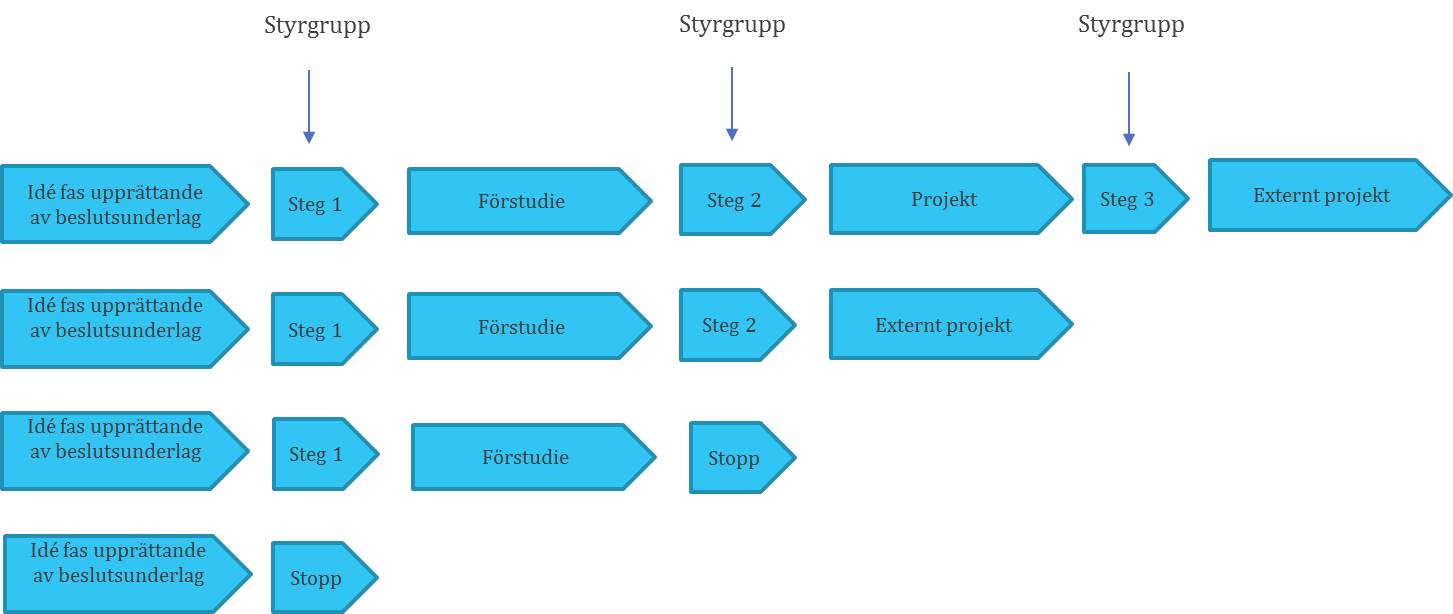 Styrgrupp
Styrgrupp
Styrgrupp
Idé fas upprättande
av beslutsunderlag
Steg 1
Förstudie
Steg 2
Projekt
Steg 3
Externt projekt
Idé fas upprättande
av beslutsunderlag
Steg 1
Förstudie
Steg 2
Externt projekt
Idé fas upprättande
av beslutsunderlag
Steg 1
Förstudie
Stopp
Idé fas upprättande
av beslutsunderlag
Stopp